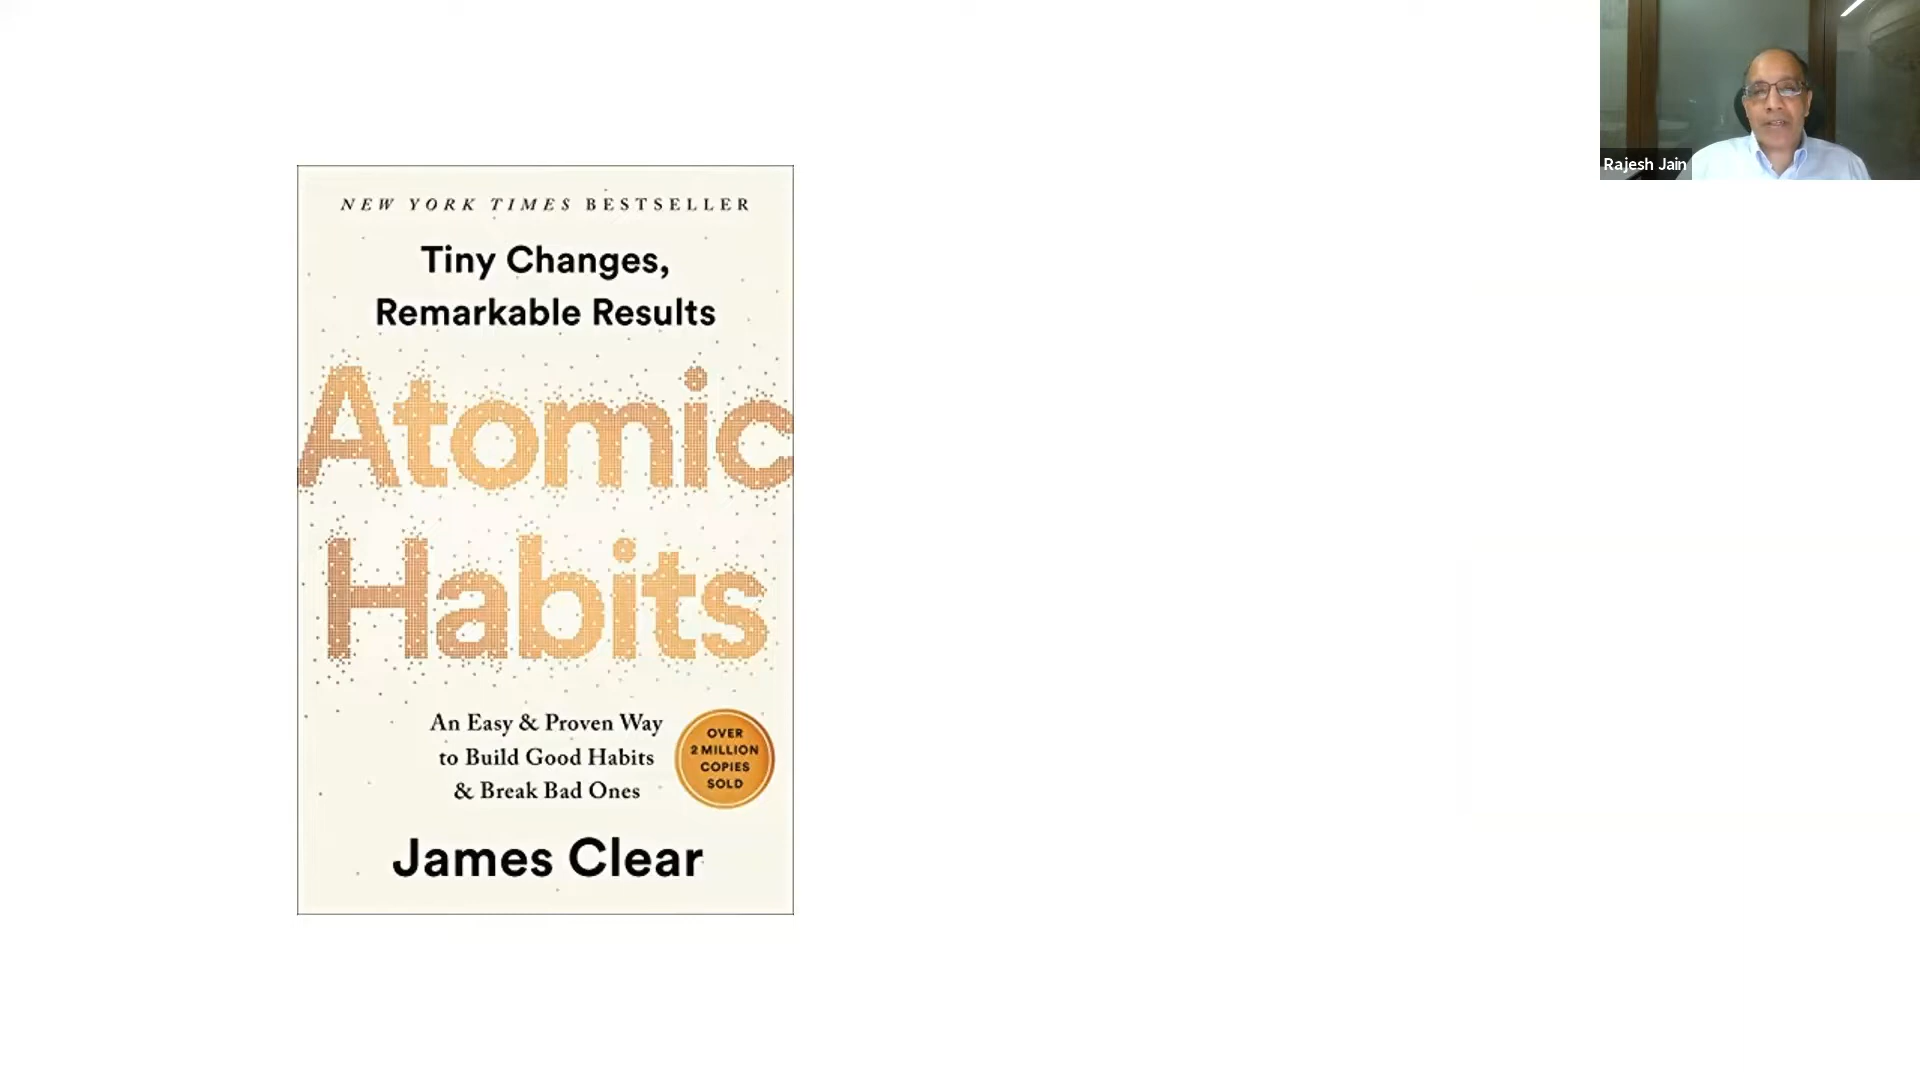 NEW YORK TIMES BESTSELLER
Tiny Changes,
Remarkable Results
Atomic
Habits
An Easy & Proven Way
to Build Good Habits
& Break Bad Ones
OVER
2 MILLION
COPIES
SOLD
James Clear
Rajesh Jain